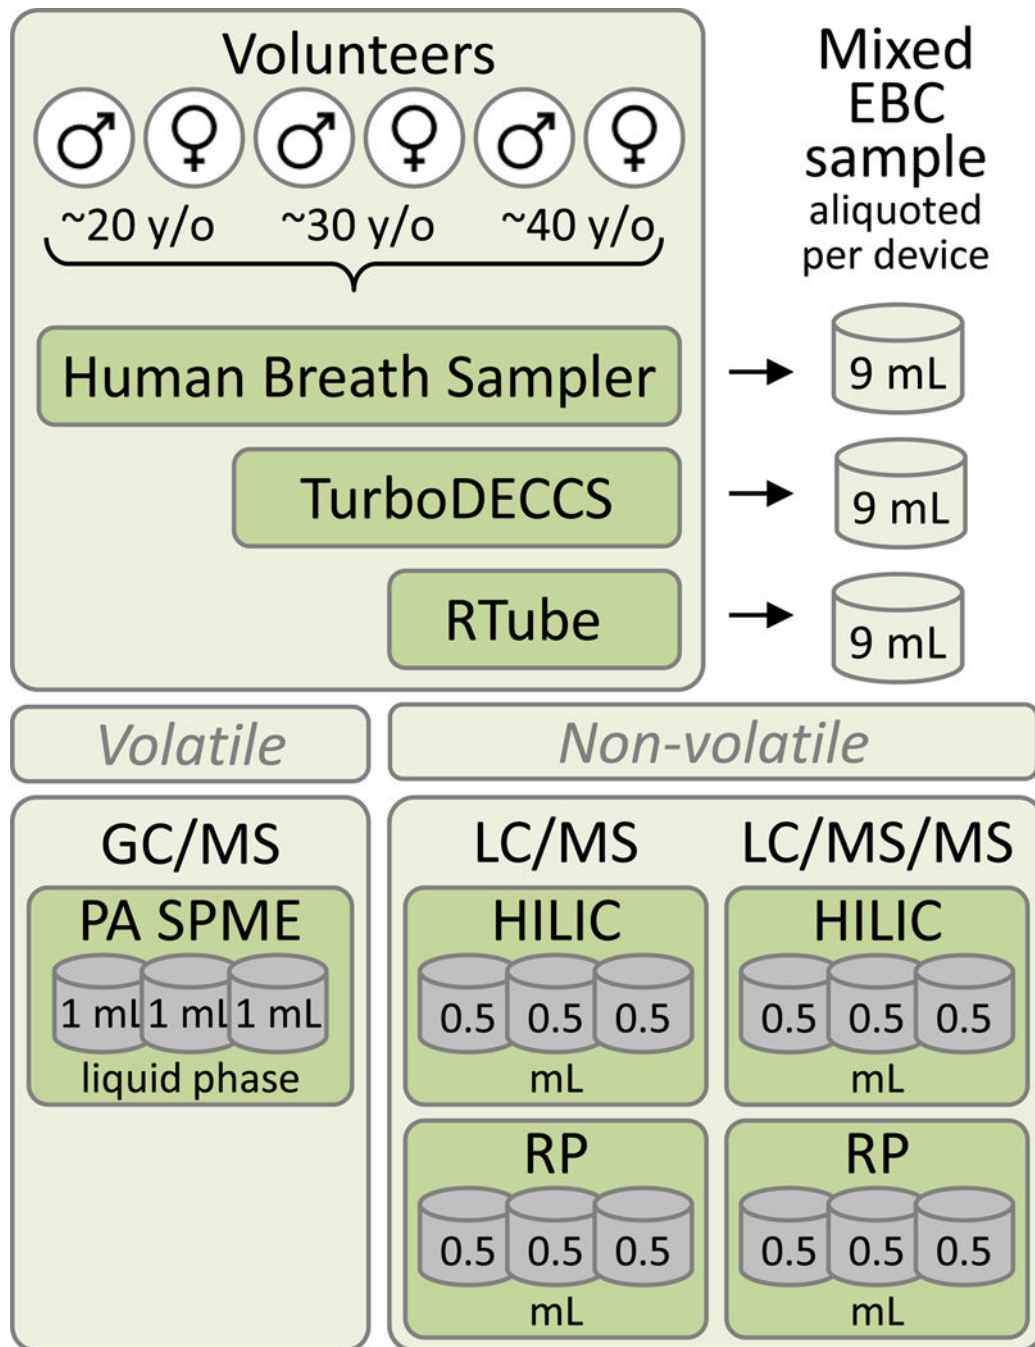 Volunteers
~20 y/o ~30 y/o ~40 y/o
Mixed
EBC
sample
aliquoted
per device
Human Breath Sampler
9 mL
TurboDECCS
9 mL
RTube
9 mL
Volatile
Non-volatile
GC/MS
PA SPME
1 mL 1 mL 1 mL
liquid phase
LC/MS
HILIC
0.5 0.5 0.5
mL
RP
0.5 0.5 0.5
mL
LC/MS/MS
HILIC
0.5 0.5 0.5
mL
RP
0.5 0.5 0.5
mL